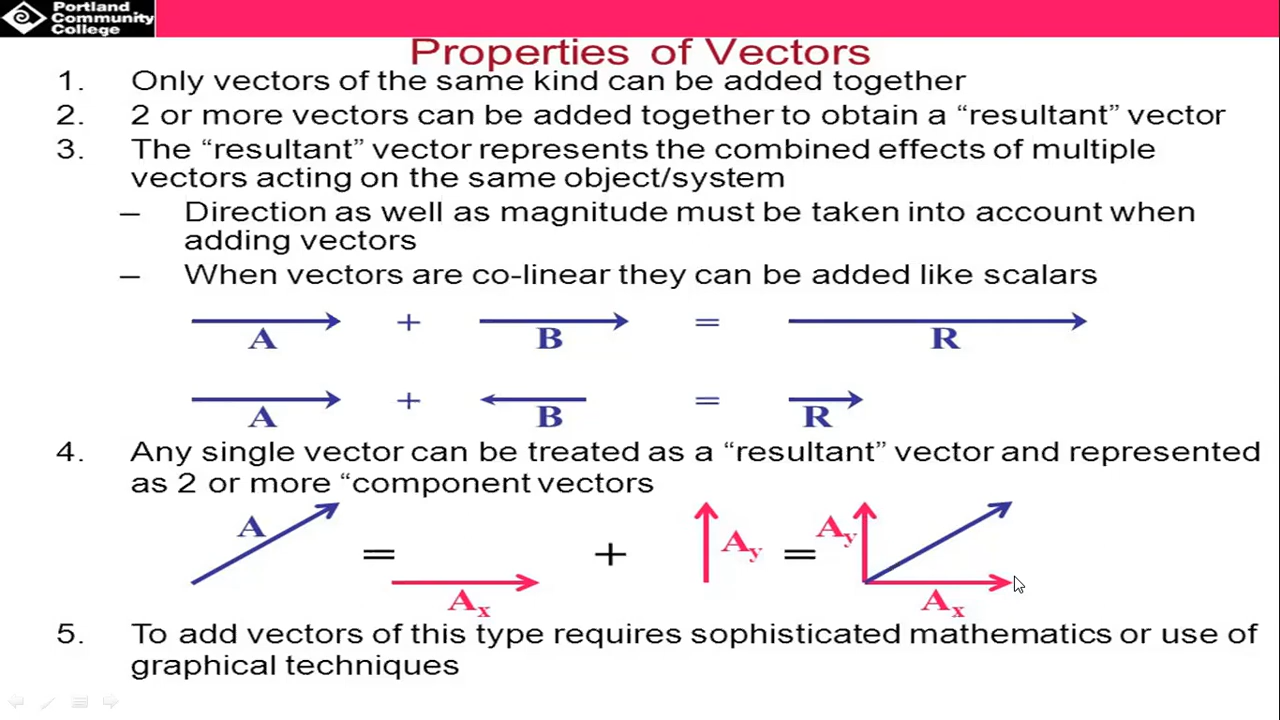 Portland
Community
College
Properties of Vectors
1. Only vectors of the same kind can be added together
2. 2 or more vectors can be added together to obtain a “resultant” vector
3. The “resultant” vector represents the combined effects of multiple
vectors acting on the same object/system
– Direction as well as magnitude must be taken into account when
adding vectors
– When vectors are co-linear they can be added like scalars
+ =
A B R
+ =
A B R
4. Any single vector can be treated as a “resultant” vector and represented
as 2 or more “component vectors
A = + Ay = Ay
Ax Ax
5. To add vectors of this type requires sophisticated mathematics or use of
graphical techniques